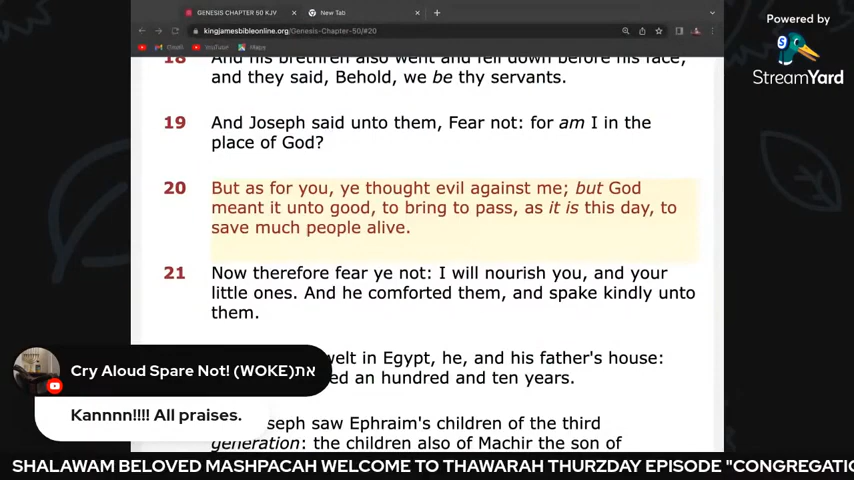 GENESIS CHAPTER 50 KJV
New Tab
kingjamesbibleonline.org/Genesis-Chapter-50/#20
Gmail
YouTube
Maps
Powered by
StreamYard
18 And his brethren also went and fell down before his face;
and they said, Behold, we be thy servants.
19 And Joseph said unto them, Fear not: for am I in the
place of God?
20 But as for you, ye thought evil against me; but God
meant it unto good, to bring to pass, as it is this day, to
save much people alive.
21 Now therefore fear ye not: I will nourish you, and your
little ones. And he comforted them, and spake kindly unto
them.
welt in Egypt, he, and his father's house:
ed an hundred and ten years.
oseph saw Ephraim's children of the third
generation: the children also of Machir the son of
Cry Aloud Spare Not! (WOKE)את
Kannnn!!!! All praises.
SHALAWAM BELOVED MASHPACAH WELCOME TO THAWARAH THURZDAY EPISODE "CONGREGATIO